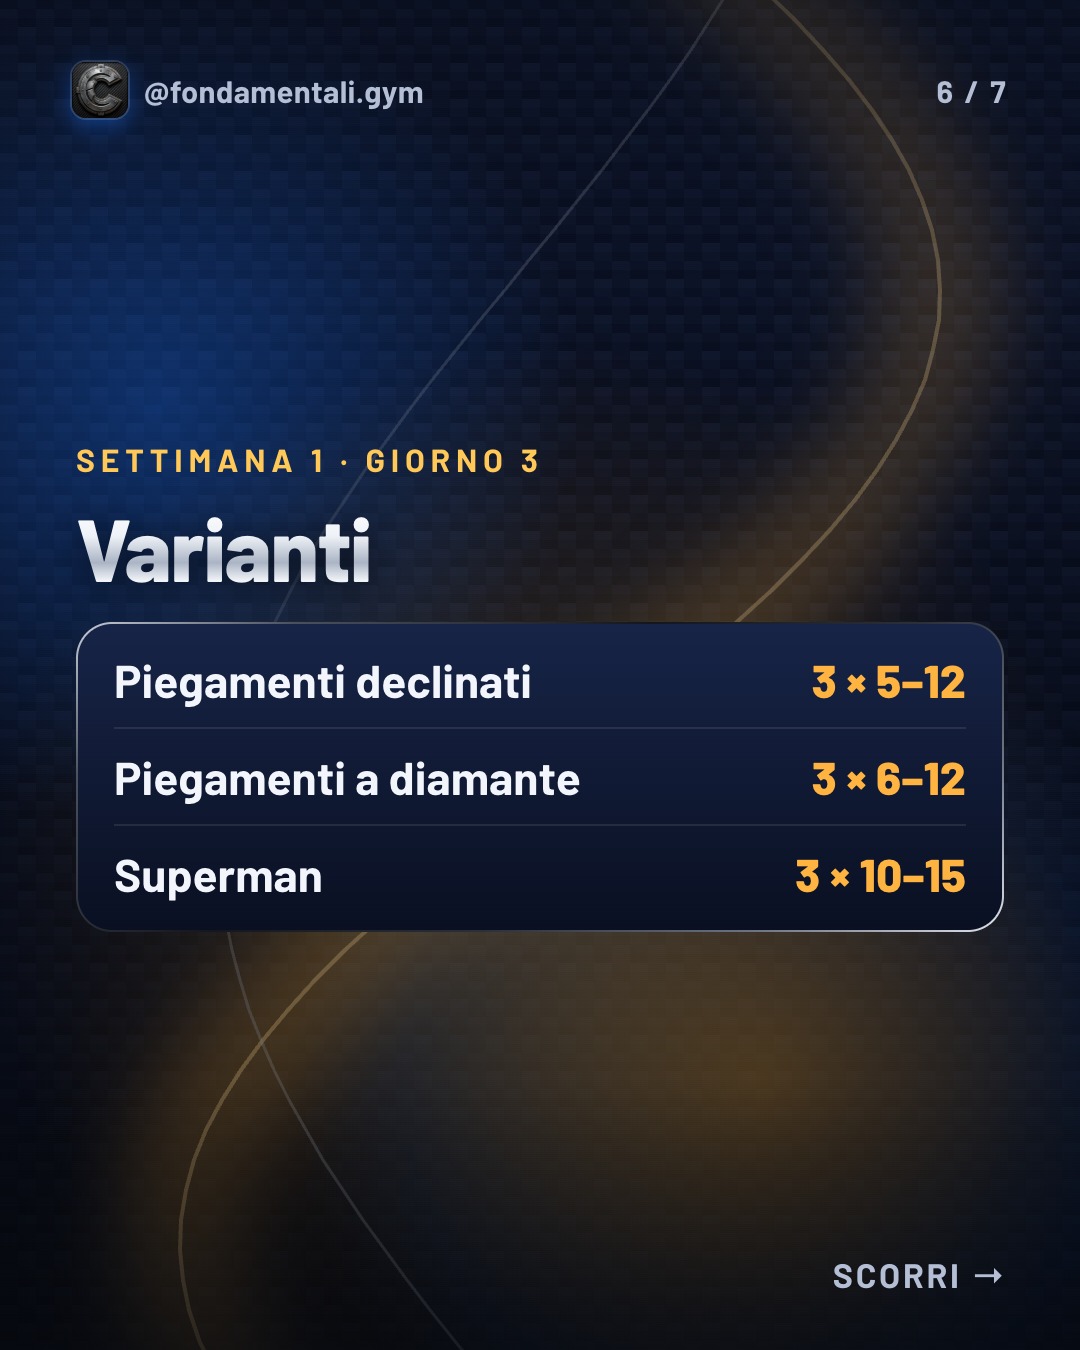 @fondamentali.gym
6 / 7
SETTIMANA 1 · GIORNO 3
Varianti
Piegamenti declinati 3 × 5–12
Piegamenti a diamante 3 × 6–12
Superman 3 × 10–15
SCORRI →